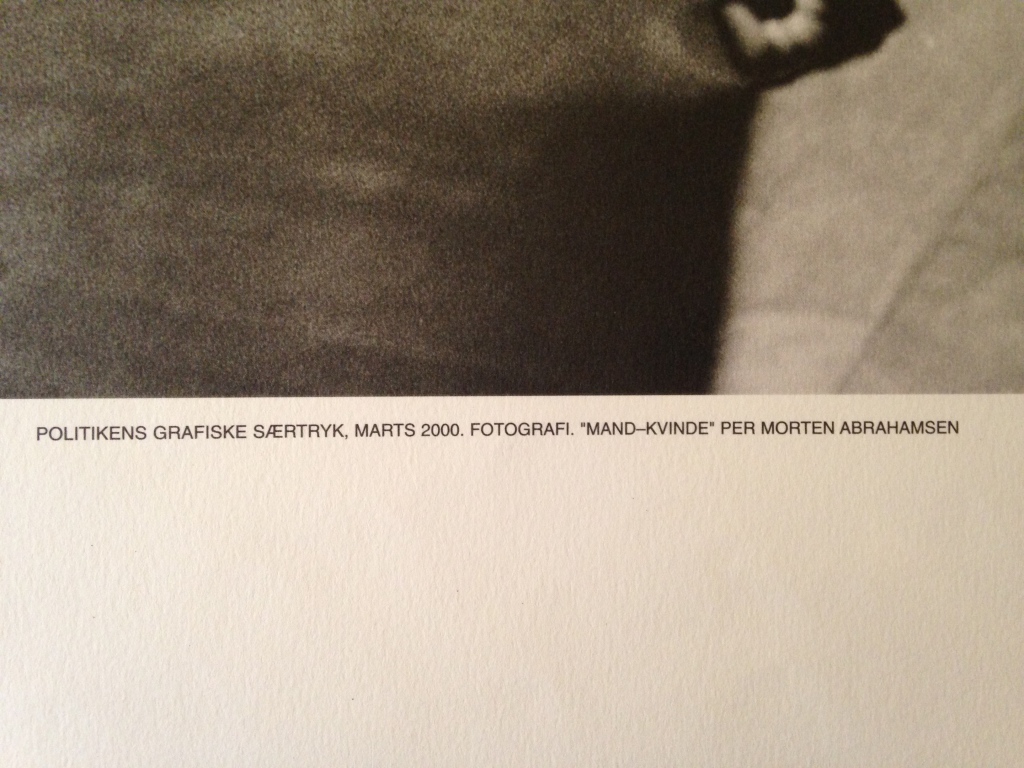 POLITIKENS GRAFISKE SÆRTRYK, MARTS 2000. FOTOGRAFI. "MAND–KVINDE" PER MORTEN ABRAHAMSEN